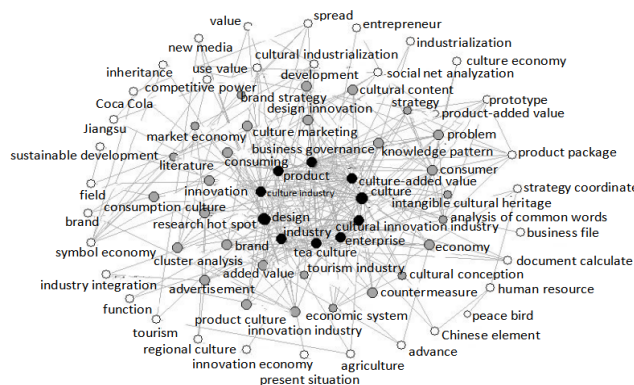 value
spread
entrepreneur
new media
cultural industrialization
industrialization
inheritance
use value
development
social net analyzation
culture economy
competitive power
brand strategy
cultural content
Coca Cola
design innovation
strategy
prototype
product-added value
Jiangsu
market economy
culture marketing
problem
sustainable development
literature
consuming
business governance
knowledge pattern
product package
product
consumer
field
innovation
culture industry
culture-added value
culture
strategy coordinate
brand
consumption culture
intangible cultural heritage
research hot spot
design
cultural innovation industry
analysis of common words
business file
symbol economy
brand
industry
enterprise
economy
cluster analysis
tea culture
document calculate
industry integration
added value
tourism industry
cultural conception
human resource
function
advertisement
countermeasure
tourism
product culture
economic system
peace bird
innovation industry
Chinese element
regional culture
innovation economy
agriculture
advance
present situation